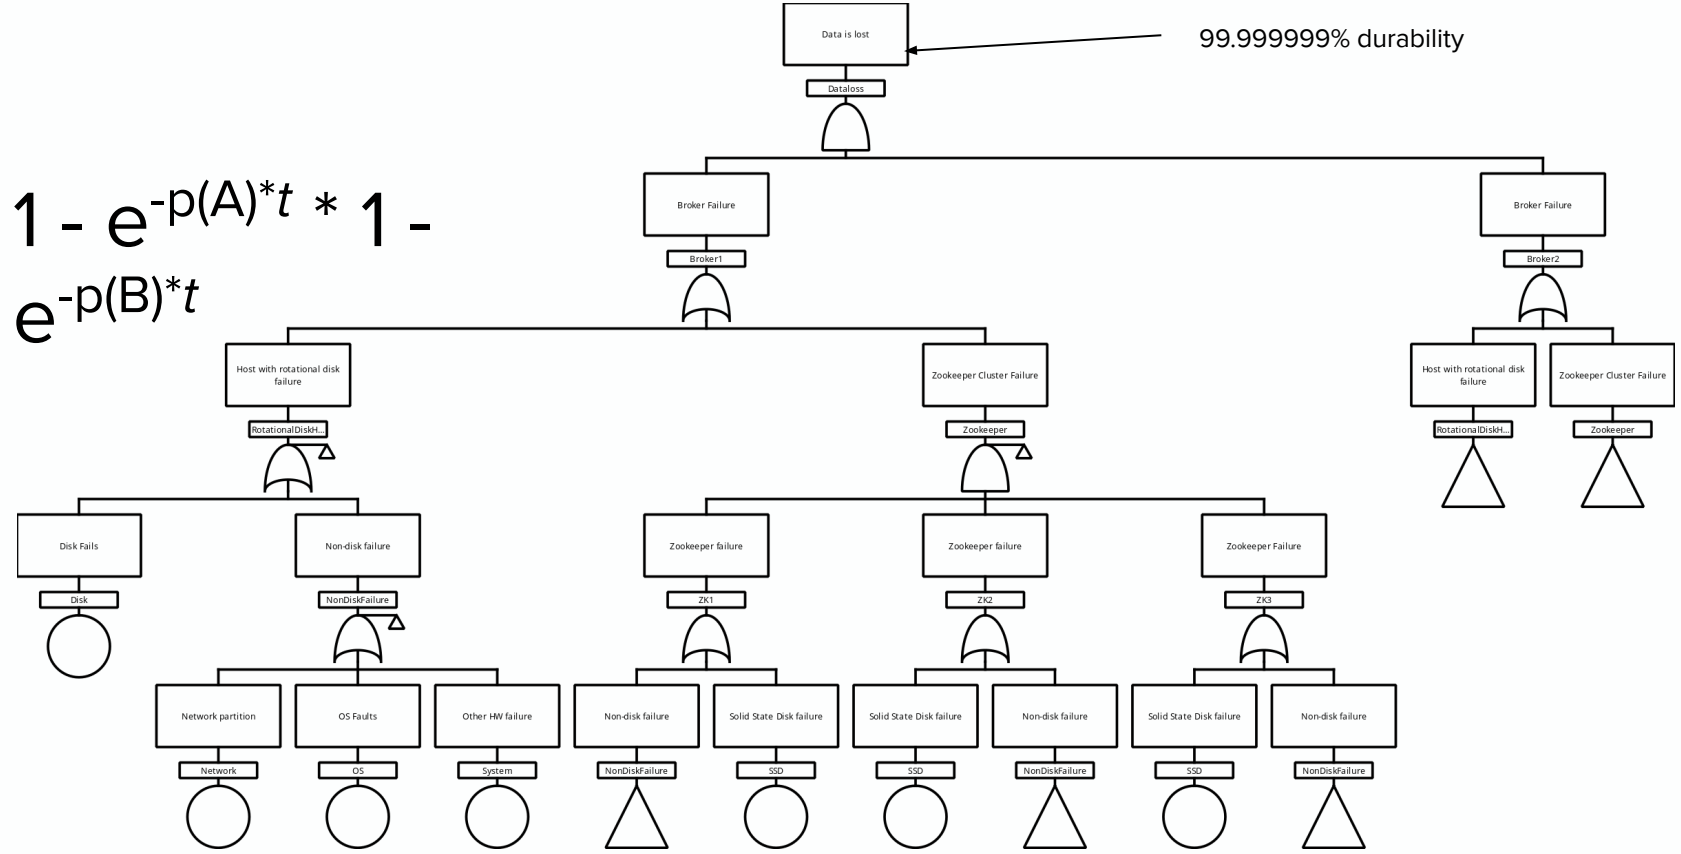 Data is lost
99.999999% durability
Dataloss
1 - e^-p(A)*t * 1 -
e^-p(B)*t
Broker Failure
Broker Failure
Broker1
Broker2
Host with rotational disk
failure
Zookeeper Cluster Failure
Host with rotational disk
failure
Zookeeper Cluster Failure
RotationalDiskH...
Zookeeper
RotationalDiskH...
Zookeeper
Disk Fails
Non-disk failure
Zookeeper failure
Zookeeper failure
Zookeeper Failure
Disk
NonDiskFailure
ZK1
ZK2
ZK3
Network partition
OS Faults
Other HW failure
Non-disk failure
Solid State Disk failure
Solid State Disk failure
Non-disk failure
Solid State Disk failure
Non-disk failure
Network
OS
System
NonDiskFailure
SSD
SSD
NonDiskFailure
SSD
NonDiskFailure